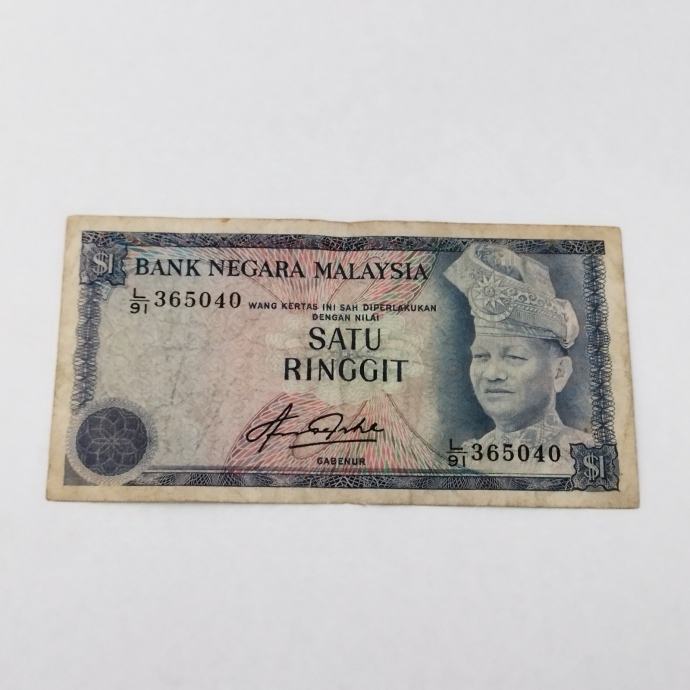 $1
BANK NEGARA MALAYSIA
L/91 365040
WANG KERTAS INI SAH DIPERLAKUKAN
DENGAN NILAI
SATU
RINGGIT
GABENUR
L/91 365040
$1